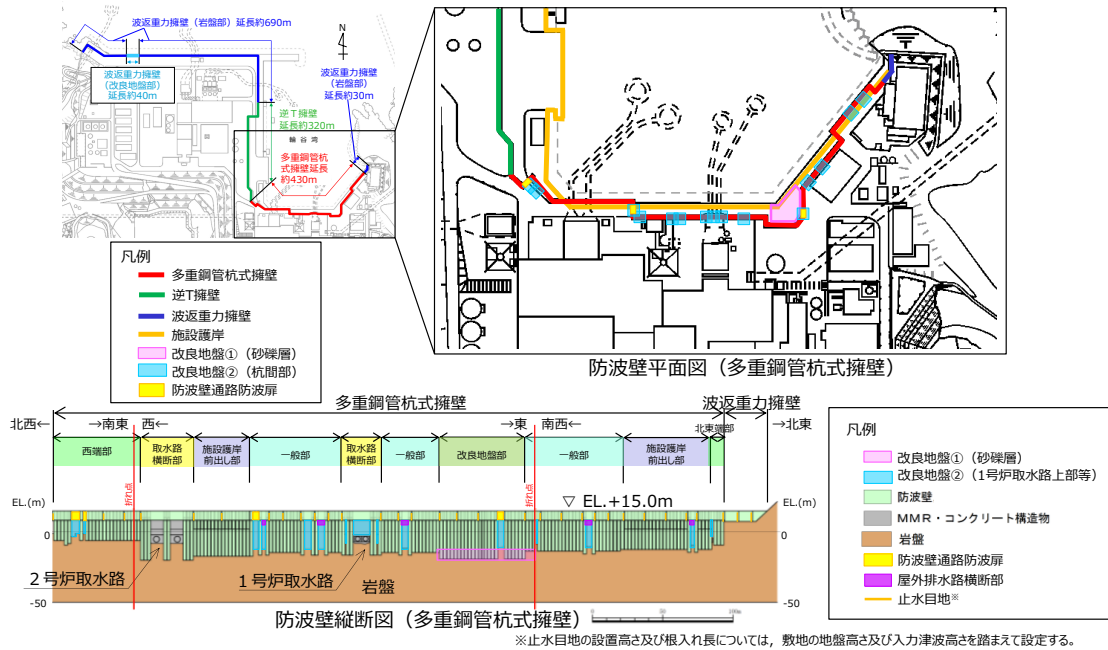 波返重力擁壁（岩盤部）延長約690m
N
波返重力擁壁
（改良地盤部）
延長約40m
波返重力擁壁
（岩盤部）
延長約30m
逆T擁壁
延長約320m
輪谷湾
多重鋼管杭
式擁壁延長
約430m
凡例
多重鋼管杭式擁壁
逆T擁壁
波返重力擁壁
施設護岸
改良地盤①（砂礫層）
改良地盤②（杭間部）
防波壁通路防波扉
防波壁平面図（多重鋼管杭式擁壁）
多重鋼管杭式擁壁
波返重力擁壁
北西←
→南東
西←
→東
南西←
北東端部
→北東
西端部
取水路
横断部
施設護岸
前出し部
一般部
取水路
横断部
一般部
改良地盤部
一般部
施設護岸
前出し部
EL.(m)
折れ点
折れ点
▽ EL.+15.0m
EL.(m)
0
0
２号炉取水路
１号炉取水路
岩盤
-50
-50
防波壁縦断図（多重鋼管杭式擁壁）
0
50
100m
凡例
改良地盤①（砂礫層）
改良地盤②（1号炉取水路上部等）
防波壁
MMR・コンクリート構造物
岩盤
防波壁通路防波扉
屋外排水路横断部
止水目地※
※止水目地の設置高さ及び根入れ長については，敷地の地盤高さ及び入力津波高さを踏まえて設定する。